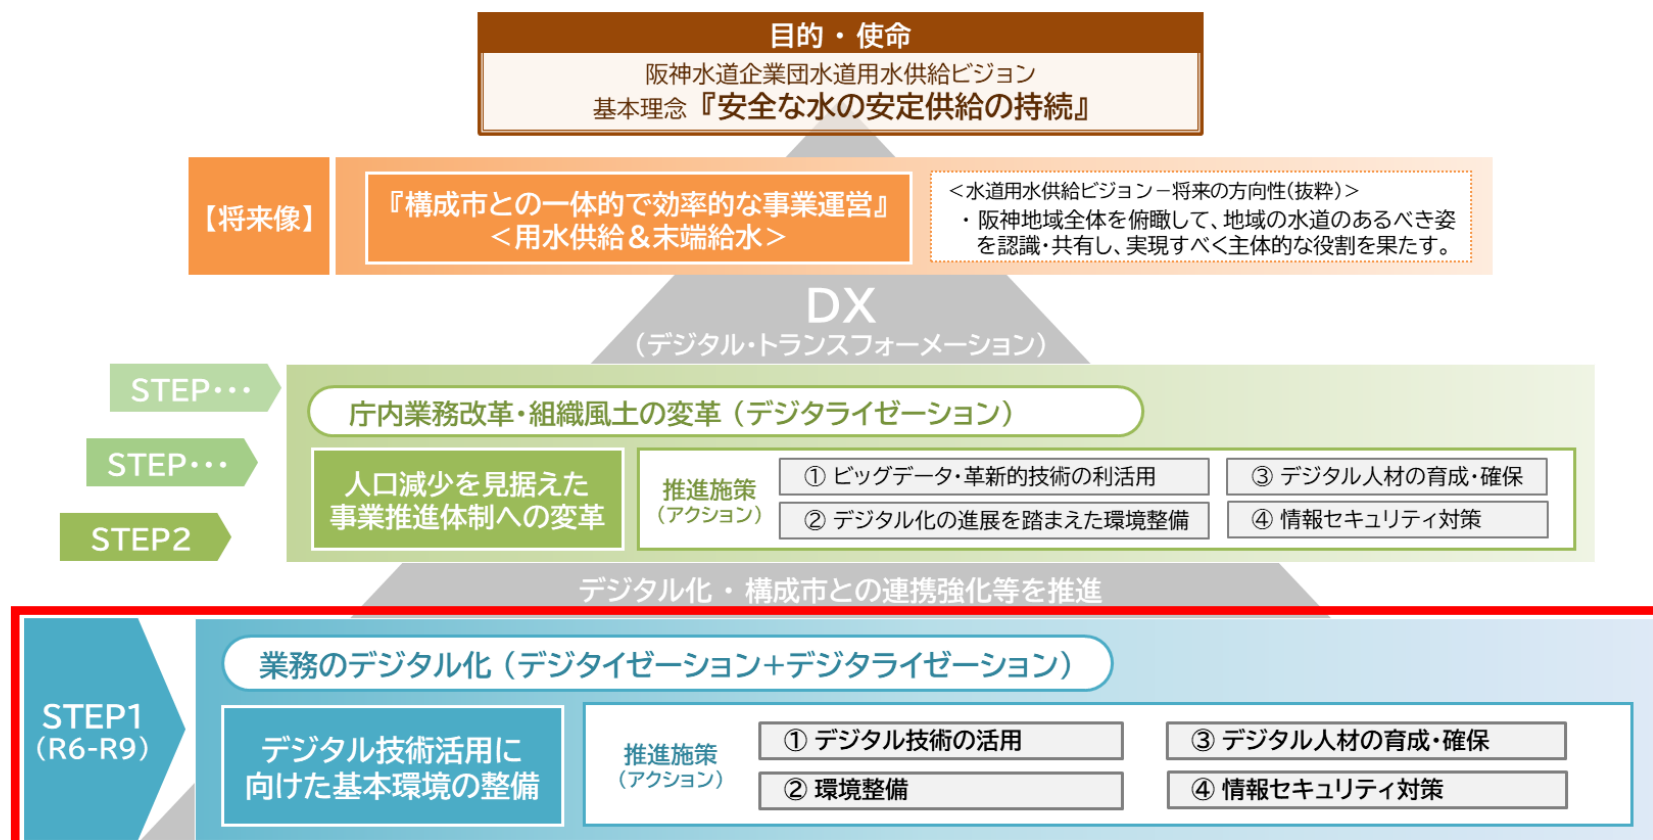 目的・使命
阪神水道企業団水道用水供給ビジョン
基本理念『安全な水の安定供給の持続』
【将来像】
『構成市との一体的で効率的な事業運営』
＜用水供給＆末端給水＞
＜水道用水供給ビジョン－将来の方向性(抜粋)＞
・阪神地域全体を俯瞰して、地域の水道のあるべき姿
を認識・共有し、実現すべく主体的な役割を果たす。
DX
（デジタル・トランスフォーメーション）
STEP･･･
STEP･･･
STEP2
庁内業務改革・組織風土の変革（デジタライゼーション）
人口減少を見据えた
事業推進体制への変革
推進施策
（アクション）
① ビッグデータ・革新的技術の利活用
② デジタル化の進展を踏まえた環境整備
③ デジタル人材の育成・確保
④ 情報セキュリティ対策
デジタル化・構成市との連携強化等を推進
STEP1
（R6-R9）
業務のデジタル化（デジタイゼーション+デジタライゼーション）
デジタル技術活用に
向けた基本環境の整備
推進施策
（アクション）
① デジタル技術の活用
② 環境整備
③ デジタル人材の育成・確保
④ 情報セキュリティ対策